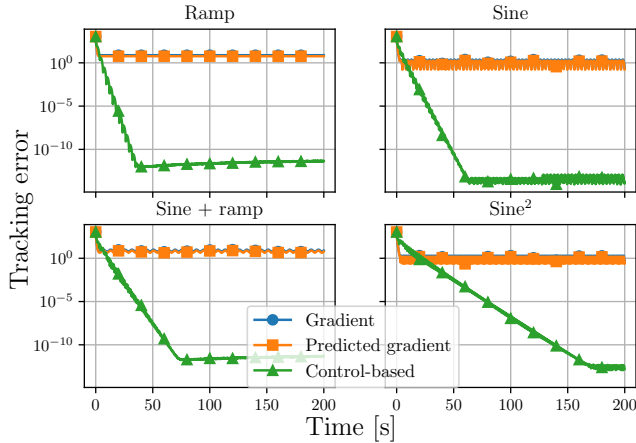 Ramp
Sine
10^0
10^-5
10^-10
Tracking error
Sine + ramp
Sine^2
10^0
10^-5
10^-10
0 50 100 150 200
0 50 100 150 200
Gradient
Predicted gradient
Control-based
Time [s]